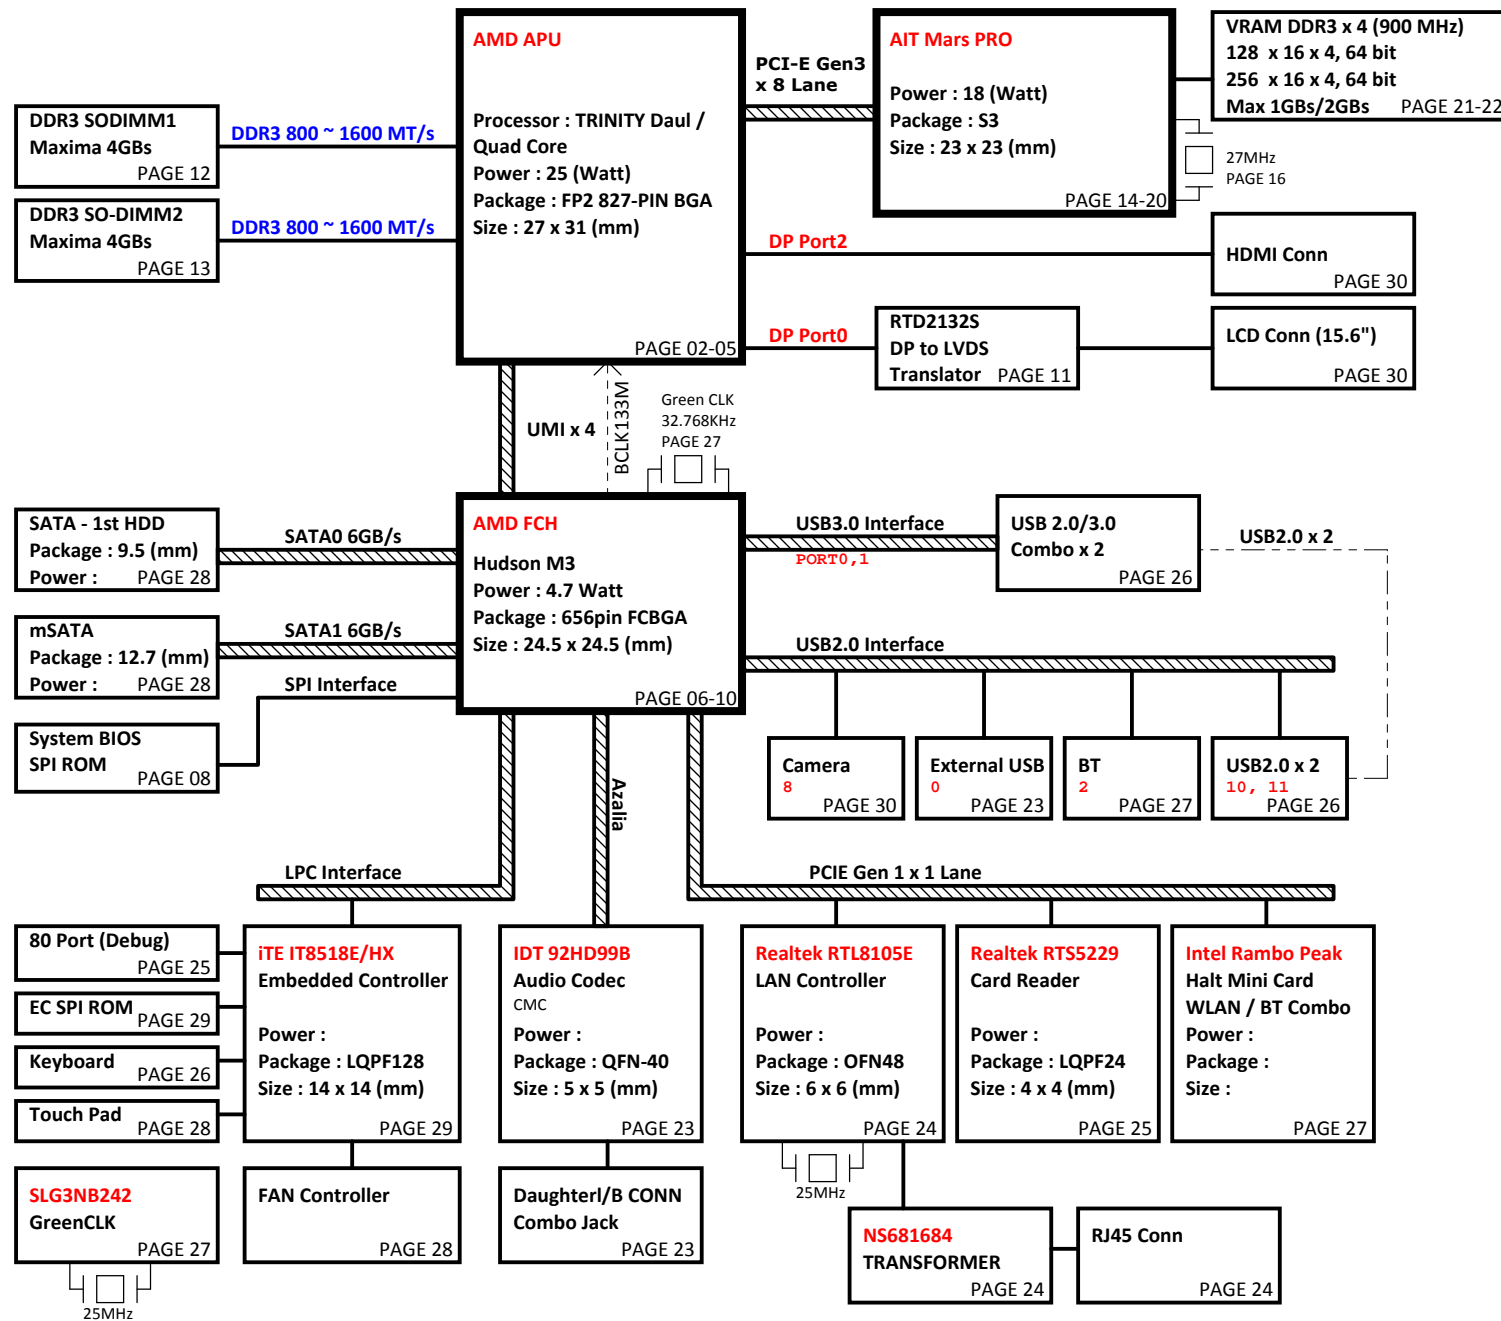 AMD APU
Processor : TRINITY Daul /
Quad Core
Power : 25 (Watt)
Package : FP2 827-PIN BGA
Size : 27 x 31 (mm)
PAGE 02-05
PCI-E Gen3
x 8 Lane
AIT Mars PRO
Power : 18 (Watt)
Package : S3
Size : 23 x 23 (mm)
PAGE 14-20
VRAM DDR3 x 4 (900 MHz)
128 x 16 x 4, 64 bit
256 x 16 x 4, 64 bit
Max 1GBs/2GBs PAGE 21-22
27MHz
PAGE 16
DDR3 SODIMM1
Maxima 4GBs
PAGE 12
DDR3 800 ~ 1600 MT/s
DDR3 SO-DIMM2
Maxima 4GBs
PAGE 13
DDR3 800 ~ 1600 MT/s
DP Port2
HDMI Conn
PAGE 30
DP Port0
RTD2132S
DP to LVDS
Translator PAGE 11
LCD Conn (15.6")
PAGE 30
UMI x 4
BCLK133M
Green CLK
32.768KHz
PAGE 27
AMD FCH
Hudson M3
Power : 4.7 Watt
Package : 656pin FCBGA
Size : 24.5 x 24.5 (mm)
PAGE 06-10
SATA - 1st HDD
Package : 9.5 (mm)
Power : PAGE 28
SATA0 6GB/s
mSATA
Package : 12.7 (mm)
Power : PAGE 28
SATA1 6GB/s
SPI Interface
System BIOS
SPI ROM
PAGE 08
USB3.0 Interface
PORT0,1
USB 2.0/3.0
Combo x 2
PAGE 26
USB2.0 x 2
USB2.0 Interface
Camera
8
PAGE 30
External USB
0
PAGE 23
BT
2
PAGE 27
USB2.0 x 2
10, 11
PAGE 26
Azalia
LPC Interface
PCIE Gen 1 x 1 Lane
80 Port (Debug)
PAGE 25
EC SPI ROM
PAGE 29
Keyboard
PAGE 26
Touch Pad
PAGE 28
iTE IT8518E/HX
Embedded Controller
Power :
Package : LQPF128
Size : 14 x 14 (mm)
PAGE 29
IDT 92HD99B
Audio Codec
CMC
Power :
Package : QFN-40
Size : 5 x 5 (mm)
PAGE 23
Realtek RTL8105E
LAN Controller
Power :
Package : OFN48
Size : 6 x 6 (mm)
PAGE 24
Realtek RTS5229
Card Reader
Power :
Package : LQPF24
Size : 4 x 4 (mm)
PAGE 25
Intel Rambo Peak
Halt Mini Card
WLAN / BT Combo
Power :
Package :
Size :
PAGE 27
SLG3NB242
GreenCLK
PAGE 27
25MHz
FAN Controller
PAGE 28
Daughterl/B CONN
Combo Jack
PAGE 23
25MHz
NS681684
TRANSFORMER
PAGE 24
RJ45 Conn
PAGE 24